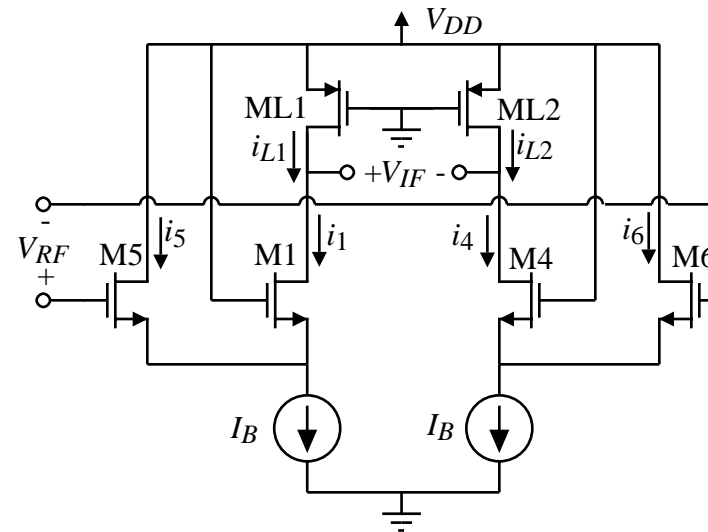 V_DD
ML1 ML2
i_L1 i_L2
+V_IF -
-
i_5 i_1 i_4 i_6
V_RF M5 M1 M4 M6
+
I_B I_B